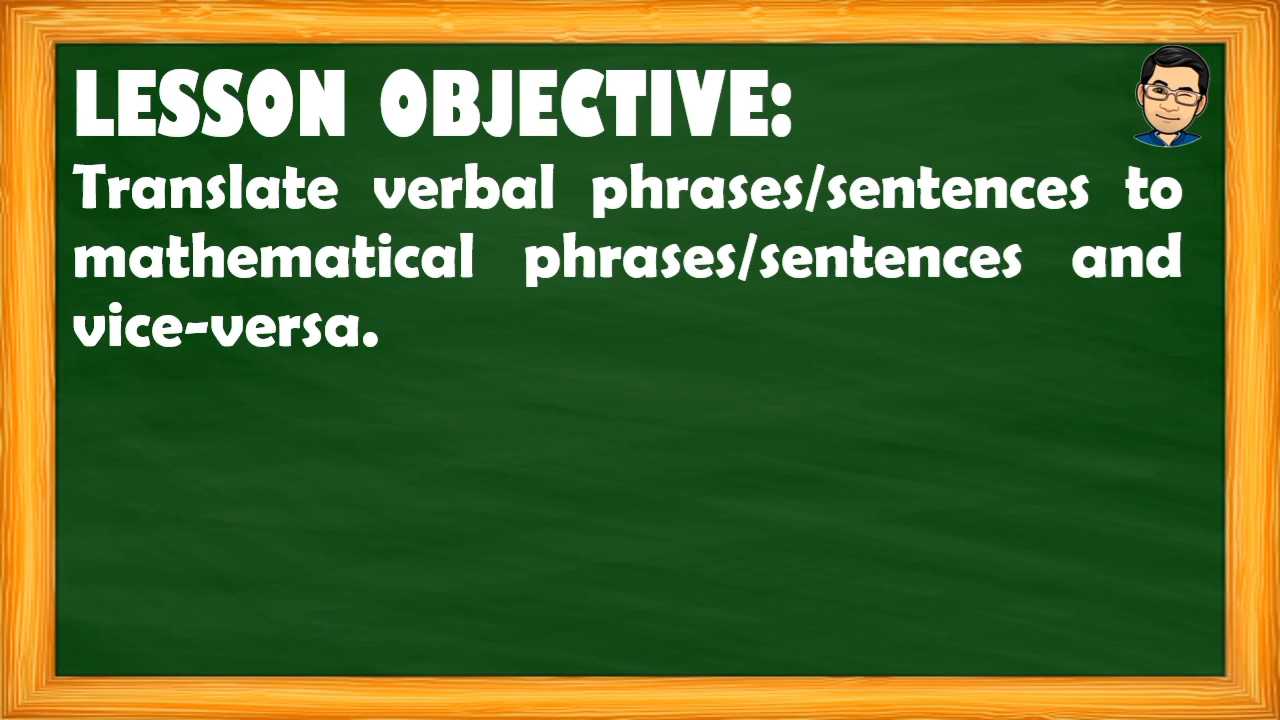 LESSON OBJECTIVE:
Translate verbal phrases/sentences to
mathematical phrases/sentences and
vice-versa.